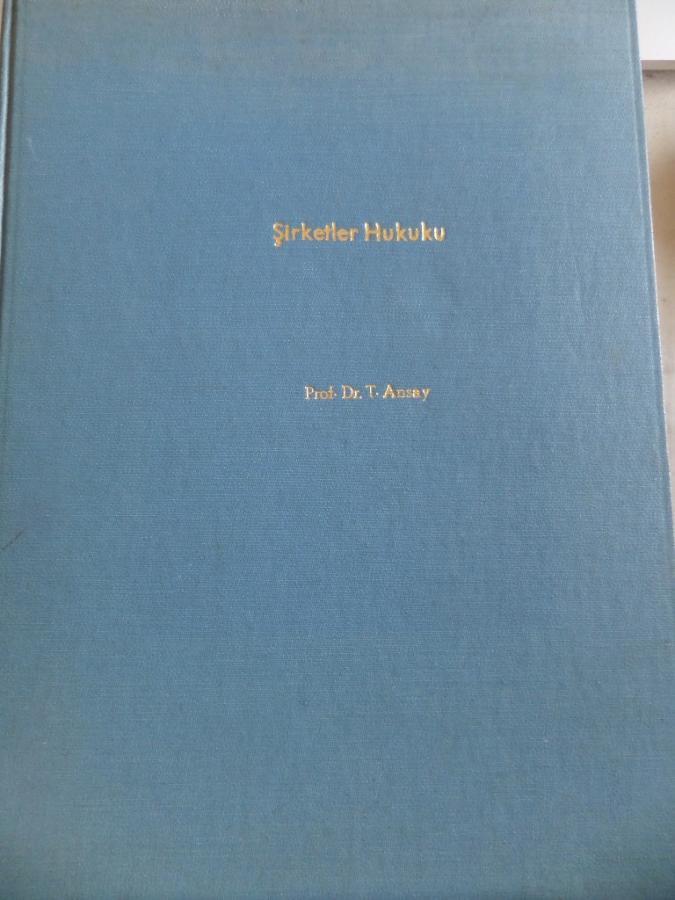 Şirketler Hukuku
Prof. Dr. T. Ansay